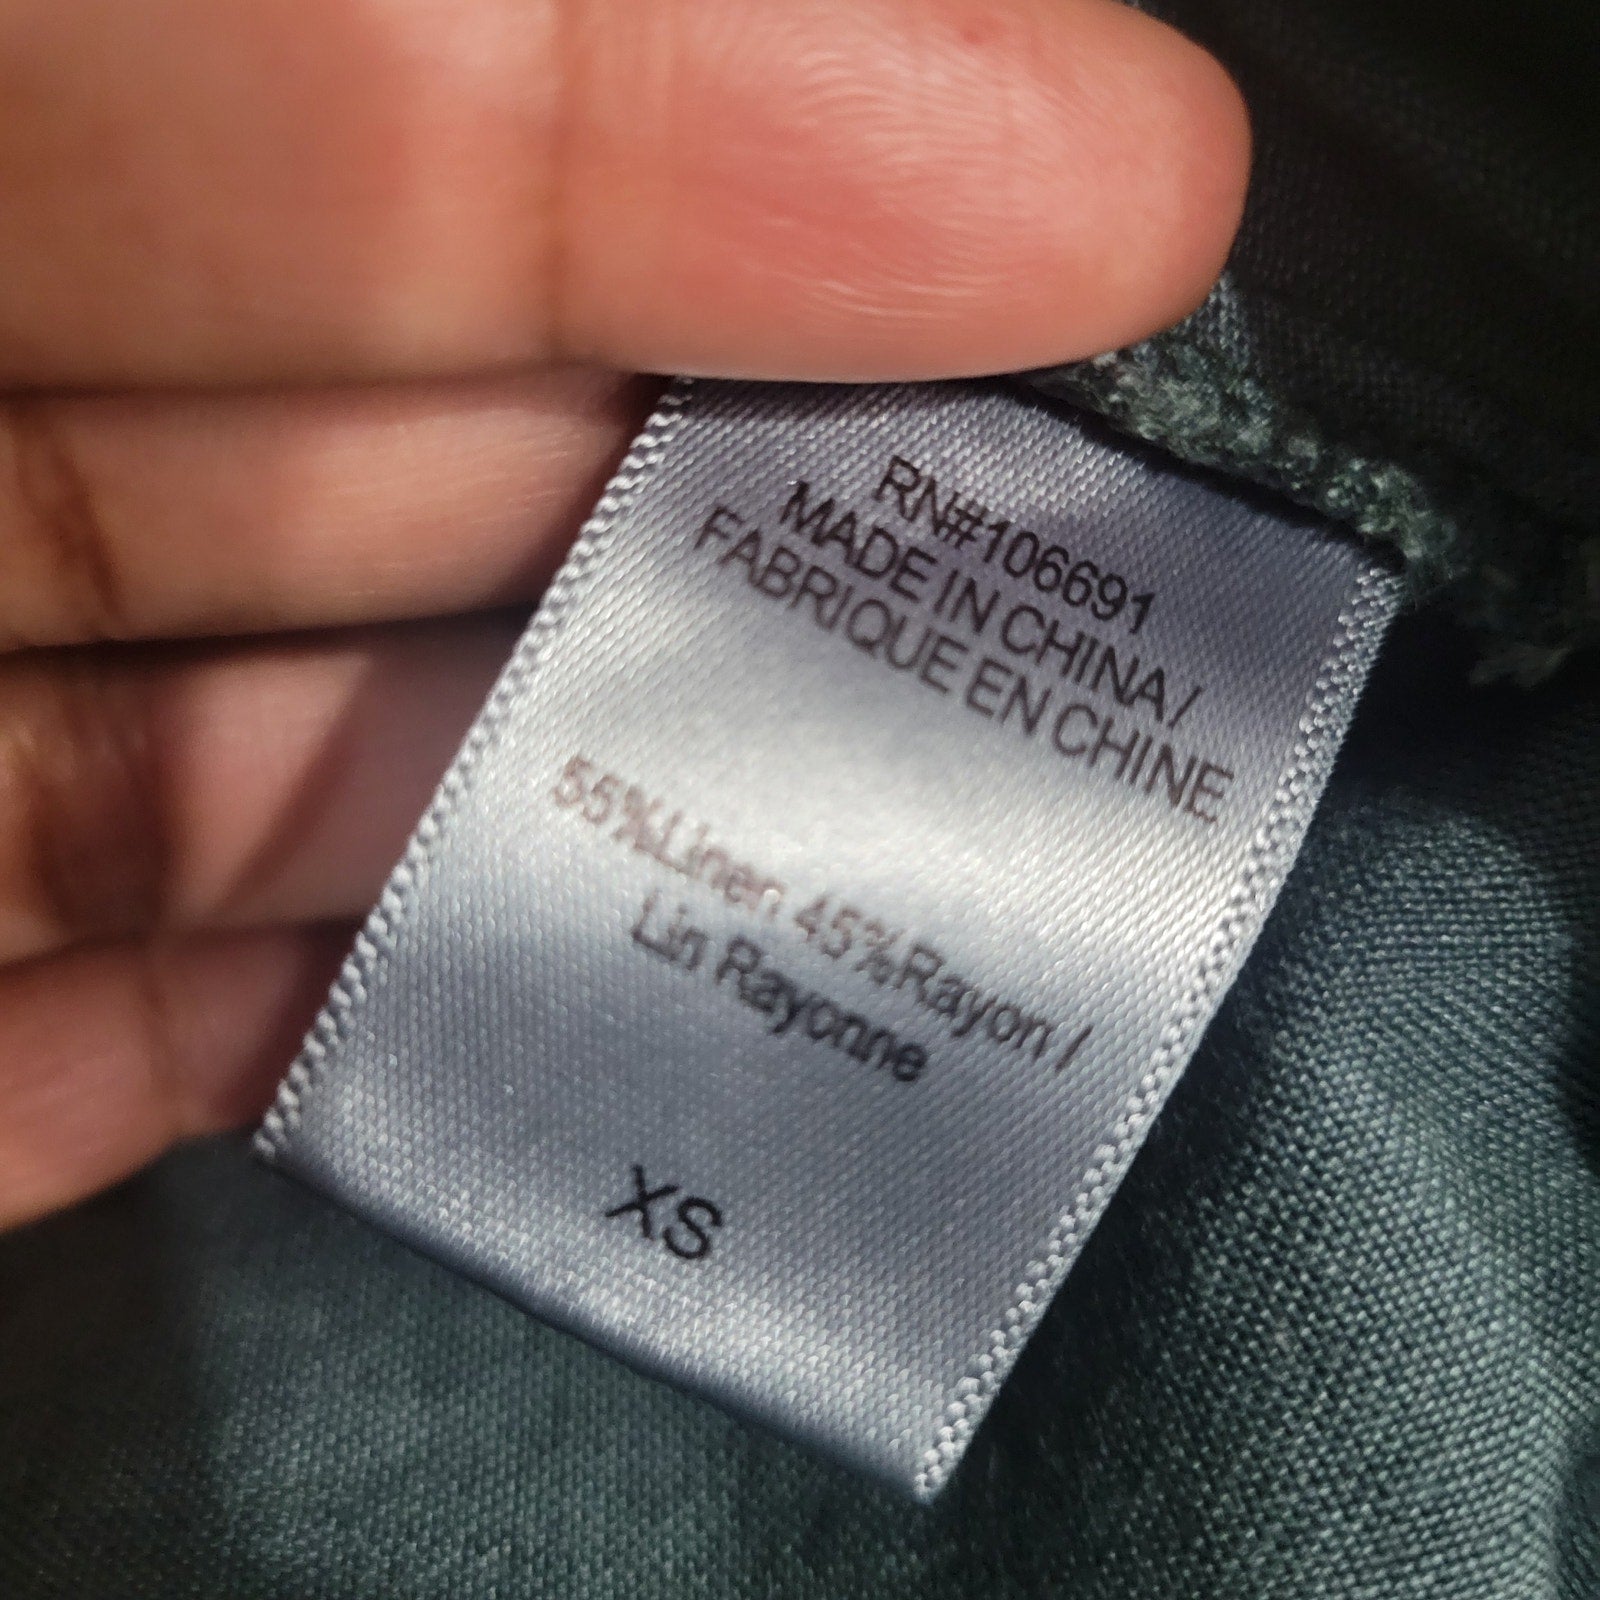 RN#106691
MADE IN CHINA/
FABRIQUE EN CHINE
55%Linen 45%Rayon /
Lin Rayonne
XS